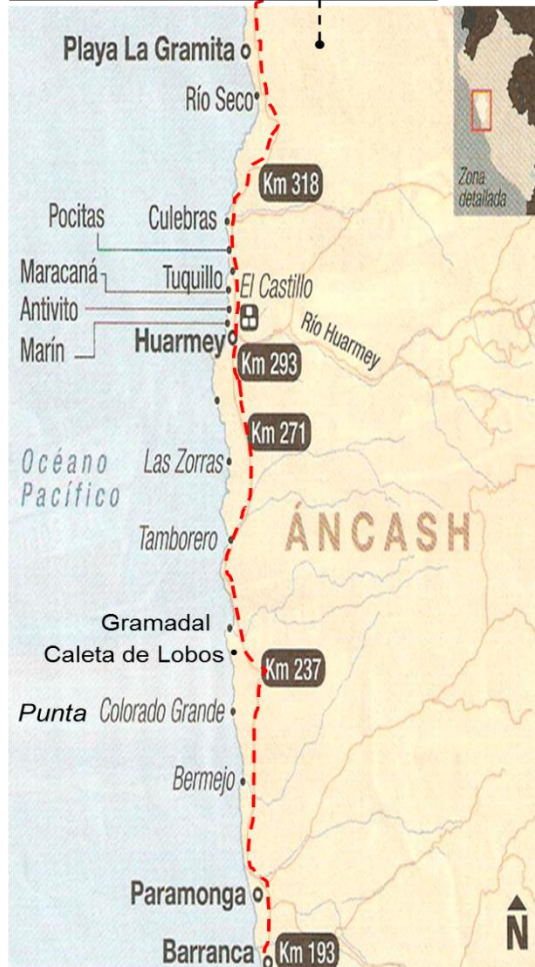 Playa La Gramita
Río Seco
Zona
detallada
Km 318
Pocitas
Culebras
Maracaná
Tuquillo
El Castillo
Antivito
Marín
Huarmey
Río Huarmey
Km 293
Km 271
Océano
Pacífico
Las Zorras
ÁNCASH
Tamborero
Gramadal
Caleta de Lobos
Km 237
Punta Colorado Grande
Bermejo
Paramonga
N
Barranca
Km 193